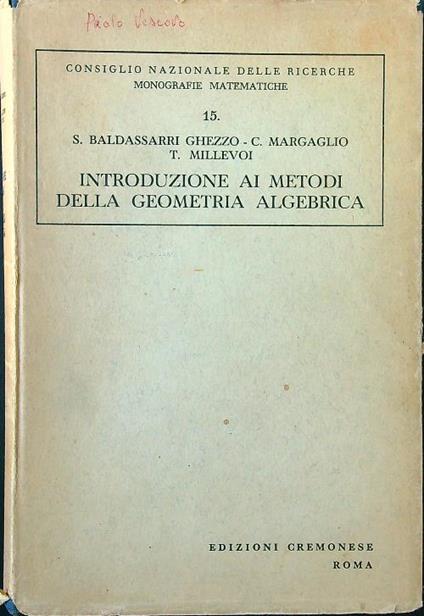 Paolo Vescovo
CONSIGLIO NAZIONALE DELLE RICERCHE
MONOGRAFIE MATEMATICHE
15.
S. BALDASSARRI GHEZZO - C. MARGAGLIO
T. MILLEVOI
INTRODUZIONE AI METODI
DELLA GEOMETRIA ALGEBRICA
EDIZIONI CREMONESE
ROMA